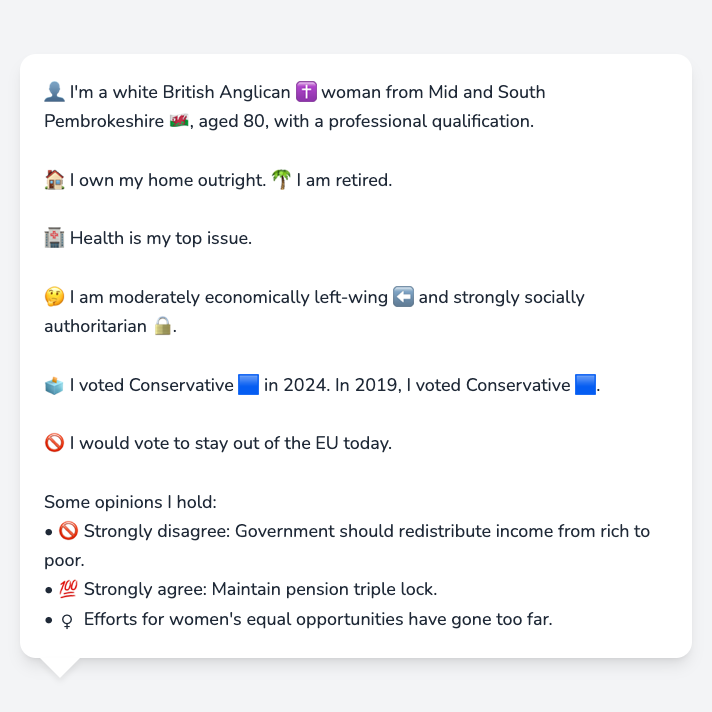 👤 I'm a white British Anglican ✝️ woman from Mid and South
Pembrokeshire 🏴󠁧󠁢󠁷󠁬󠁳󠁿, aged 80, with a professional qualification.
🏠 I own my home outright. 🌴 I am retired.
🏥 Health is my top issue.
🤔 I am moderately economically left-wing ⬅️ and strongly socially
authoritarian 🔒.
🗳️ I voted Conservative 🟦 in 2024. In 2019, I voted Conservative 🟦.
🚫 I would vote to stay out of the EU today.
Some opinions I hold:
• 🚫 Strongly disagree: Government should redistribute income from rich to
poor.
• 💯 Strongly agree: Maintain pension triple lock.
• ♀ Efforts for women's equal opportunities have gone too far.